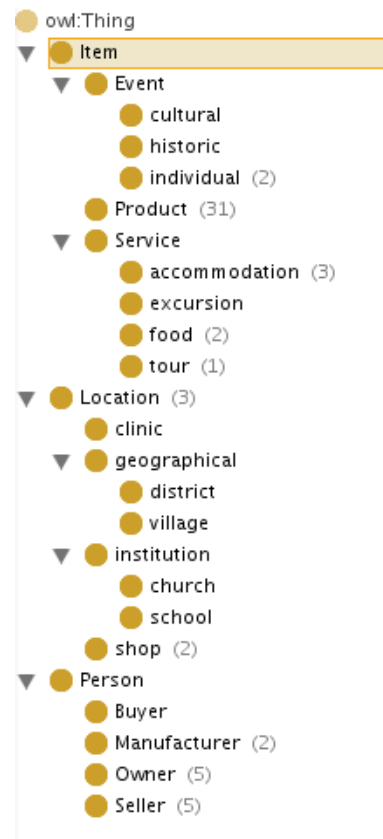 owl:Thing
Item
Event
cultural
historic
individual (2)
Product (31)
Service
accommodation (3)
excursion
food (2)
tour (1)
Location (3)
clinic
geographical
district
village
institution
church
school
shop (2)
Person
Buyer
Manufacturer (2)
Owner (5)
Seller (5)